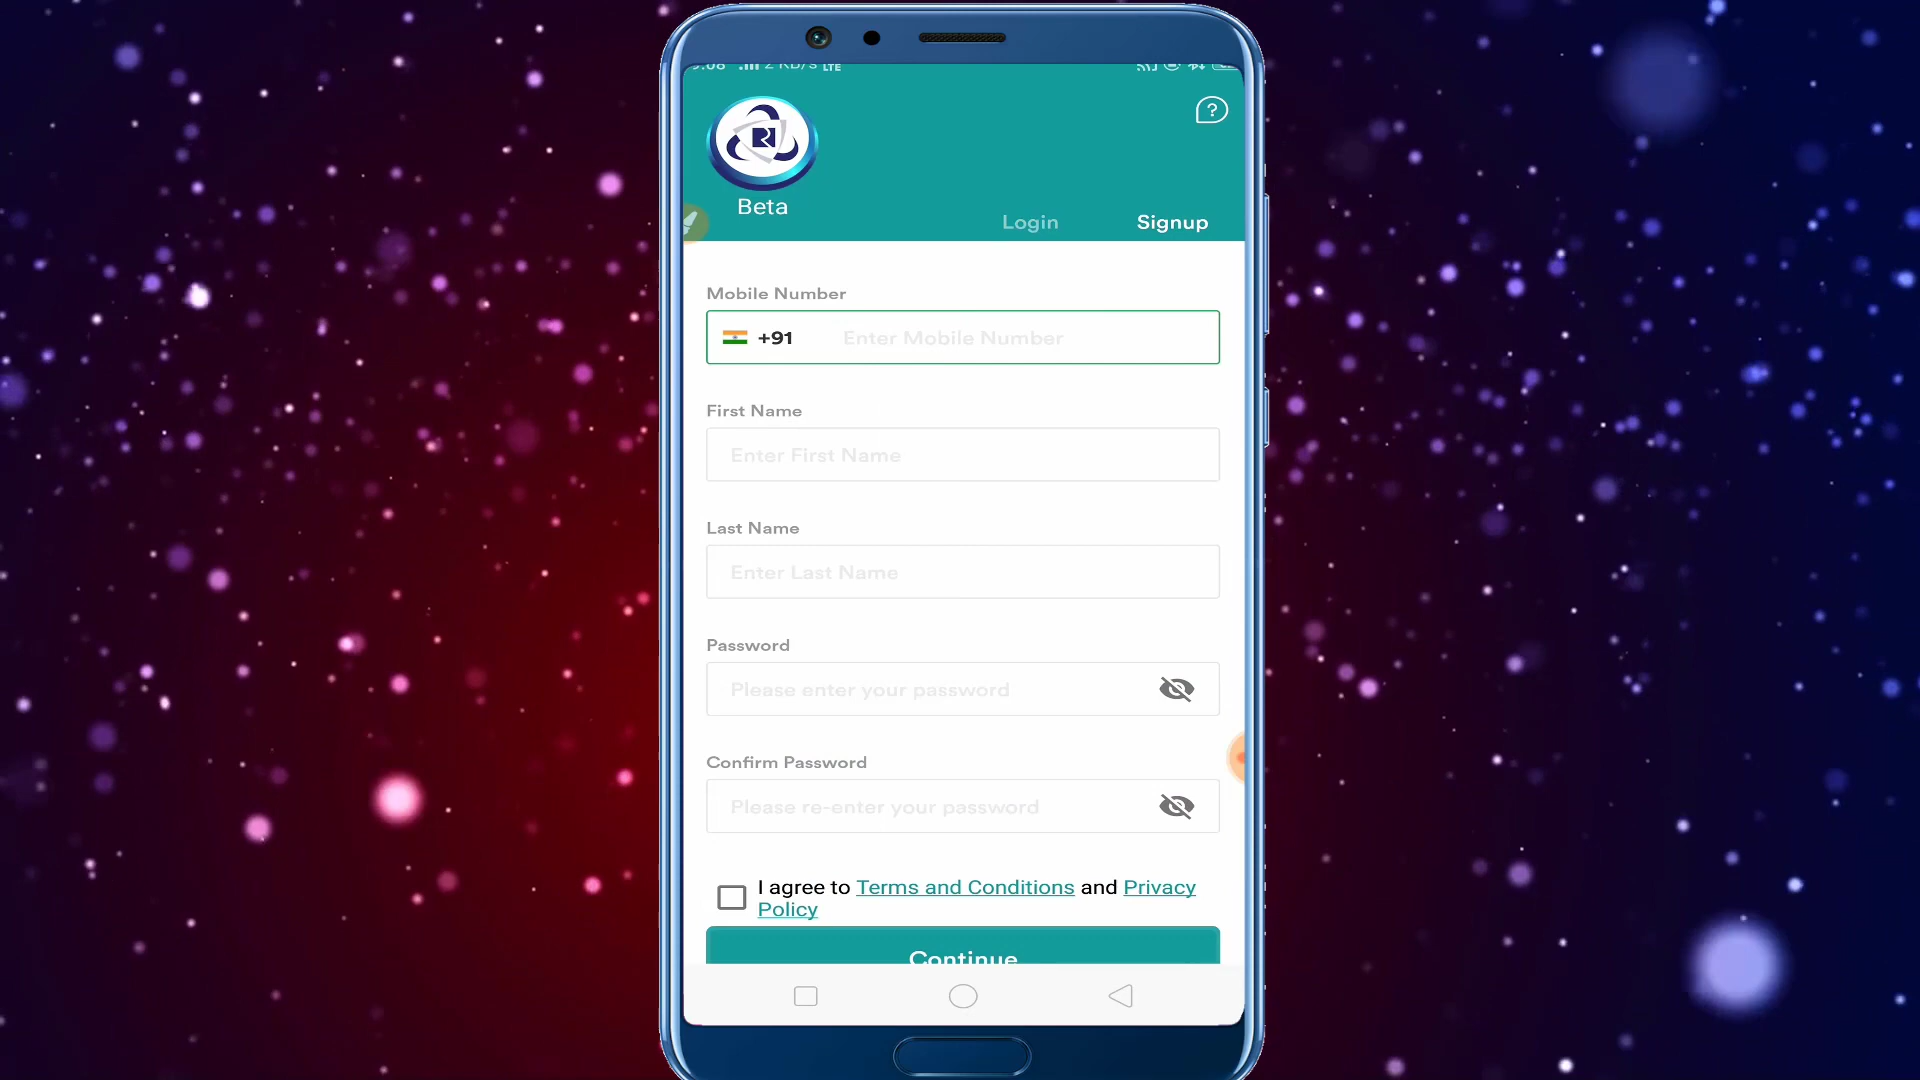 LTE
?
Beta
Login
Signup
Mobile Number
+91 Enter Mobile Number
First Name
Enter First Name
Last Name
Enter Last Name
Password
Please enter your password
Confirm Password
Please re-enter your password
I agree to Terms and Conditions and Privacy
Policy
Continue